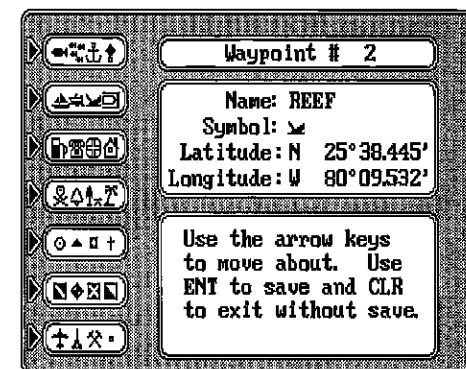 Waypoint # 2
Name: REEF
Symbol:
Latitude: N 25°38.445'
Longitude: W 80°09.532'
Use the arrow keys
to move about. Use
ENT to save and CLR
to exit without save.